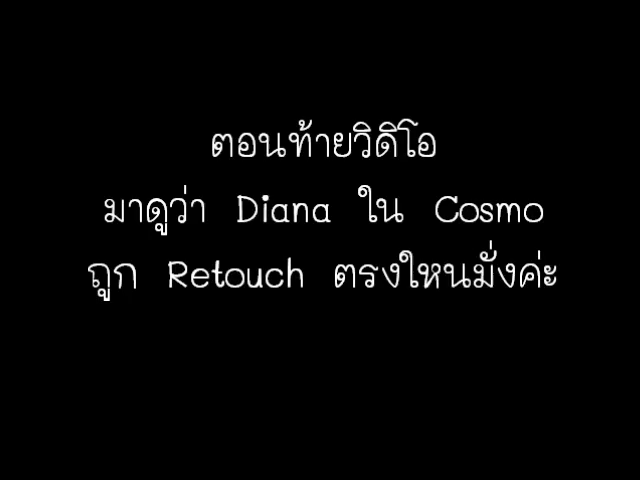 ตอนท้ายวิดิโอ
มาดูว่า Diana ใน Cosmo
ถูก Retouch ตรงใหนมั่งค่ะ